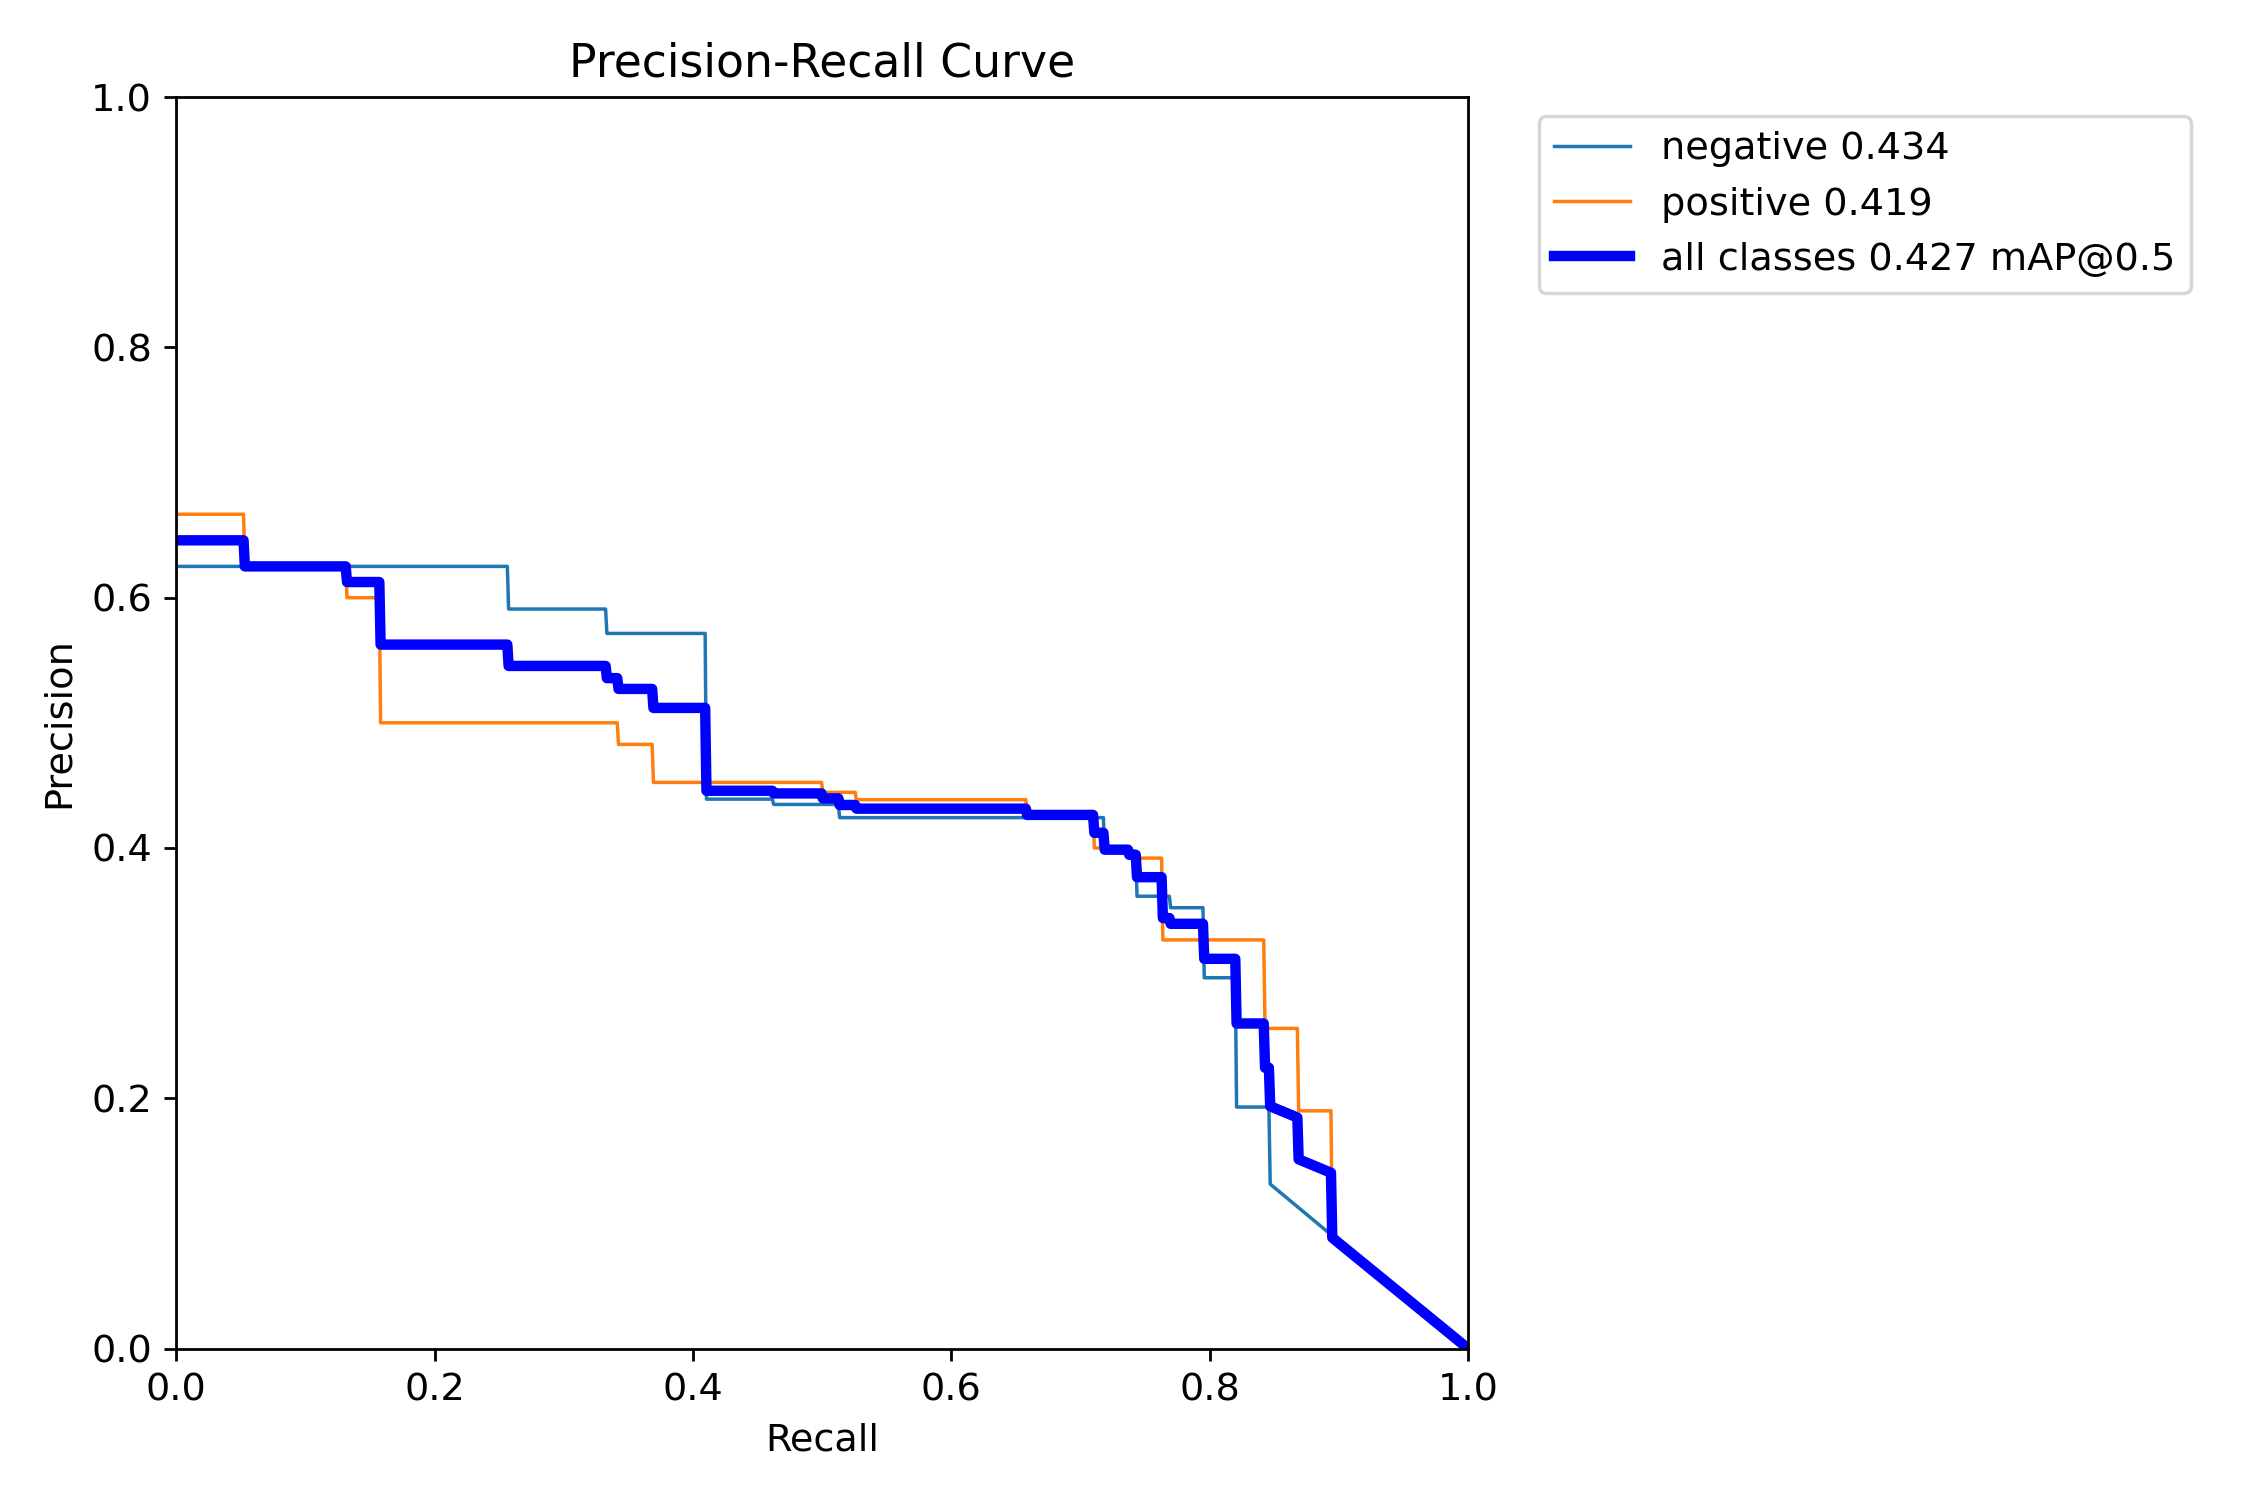 Precision-Recall Curve
1.0
0.8
0.6
0.4
0.2
0.0
Precision
0.0 0.2 0.4 0.6 0.8 1.0
Recall
negative 0.434
positive 0.419
all classes 0.427 mAP@0.5